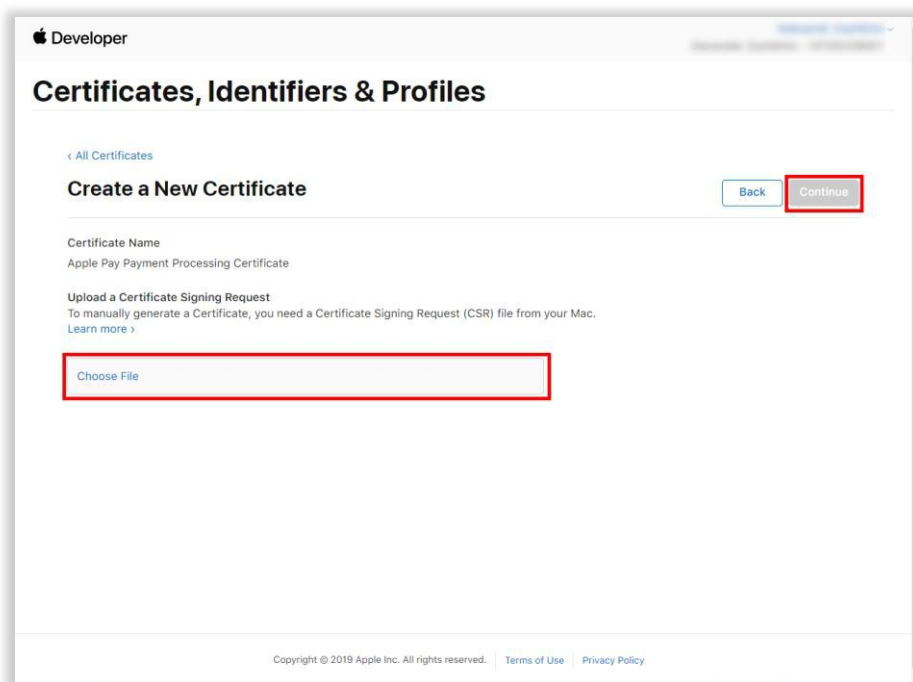 Developer
Certificates, Identifiers & Profiles
‹ All Certificates
Create a New Certificate
Back
Continue
Certificate Name
Apple Pay Payment Processing Certificate
Upload a Certificate Signing Request
To manually generate a Certificate, you need a Certificate Signing Request (CSR) file from your Mac.
Learn more ›
Choose File
Copyright © 2019 Apple Inc. All rights reserved. Terms of Use Privacy Policy